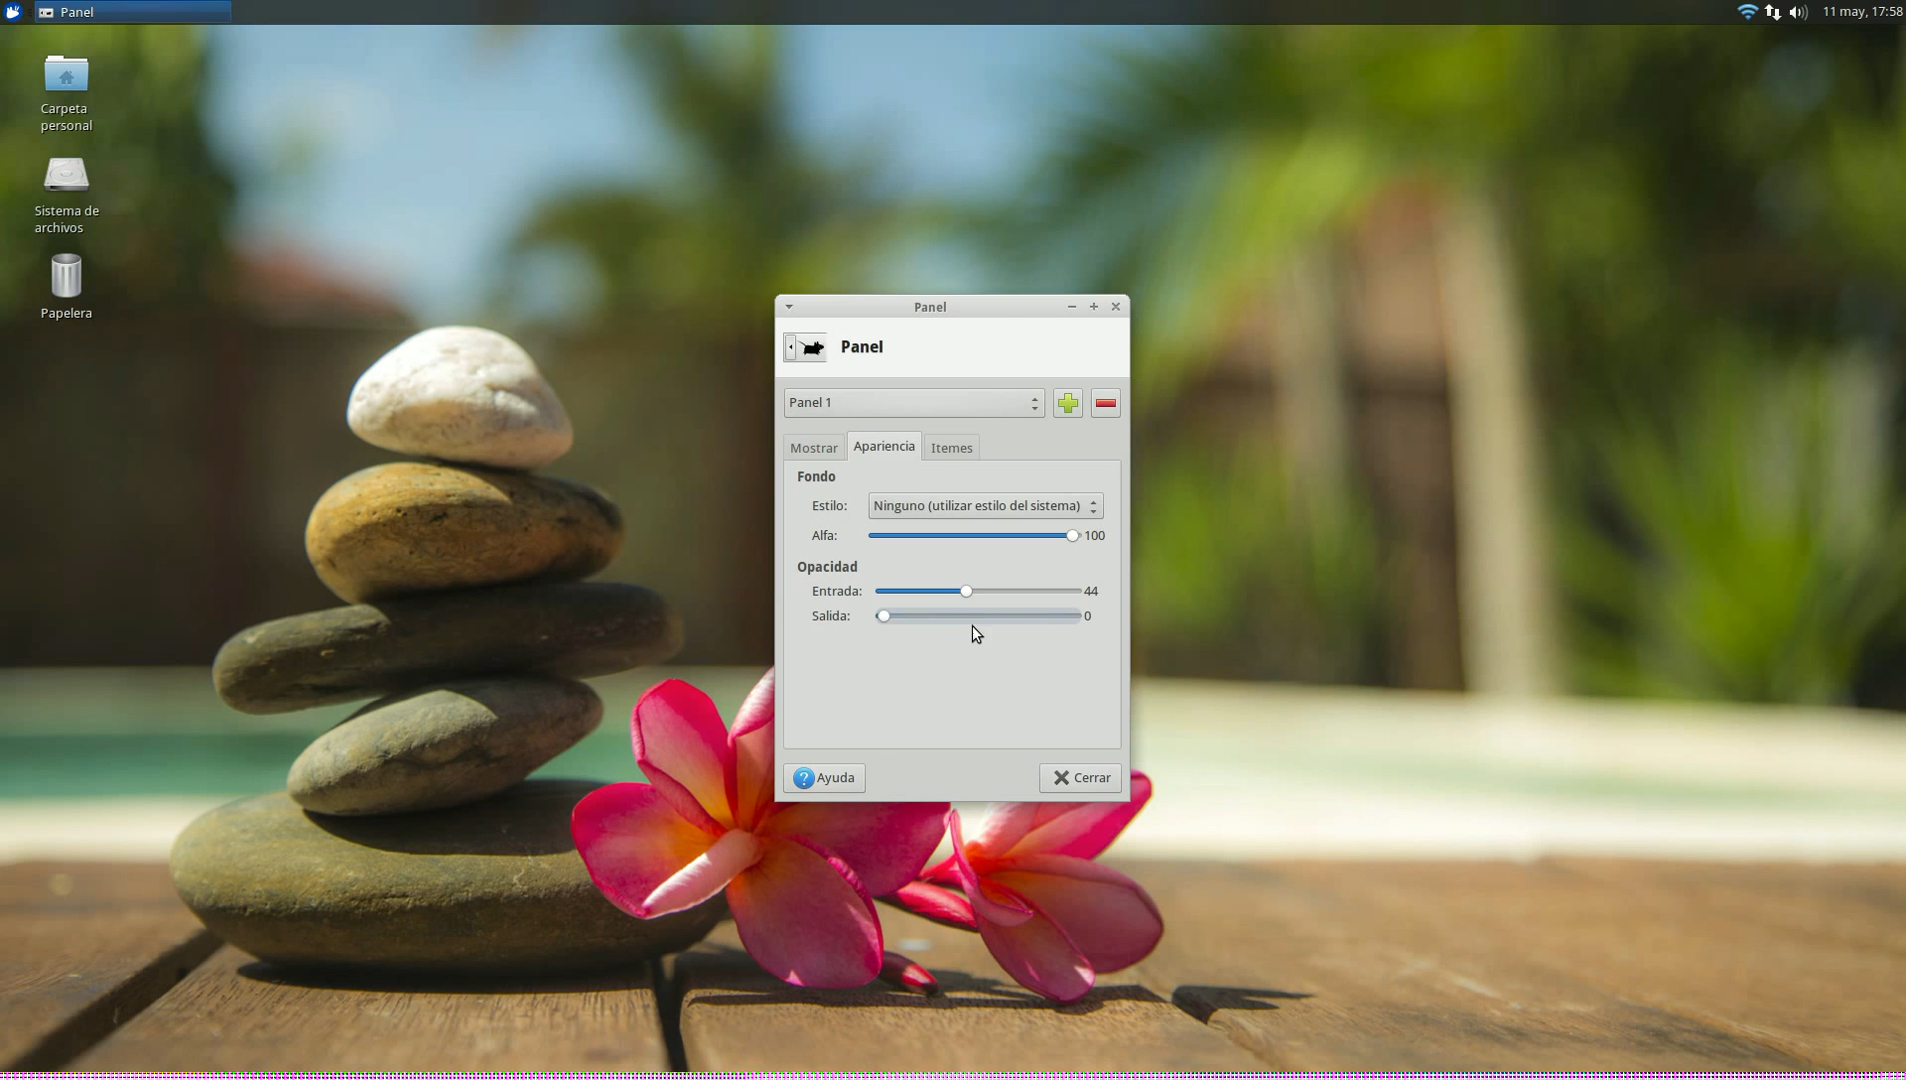 Panel
11 may, 17:58
Carpeta
personal
Sistema de
archivos
Papelera
Panel
Panel
Panel 1
Mostrar
Apariencia
Itemes
Fondo
Estilo:
Ninguno (utilizar estilo del sistema)
Alfa:
100
Opacidad
Entrada:
44
Salida:
0
Ayuda
Cerrar